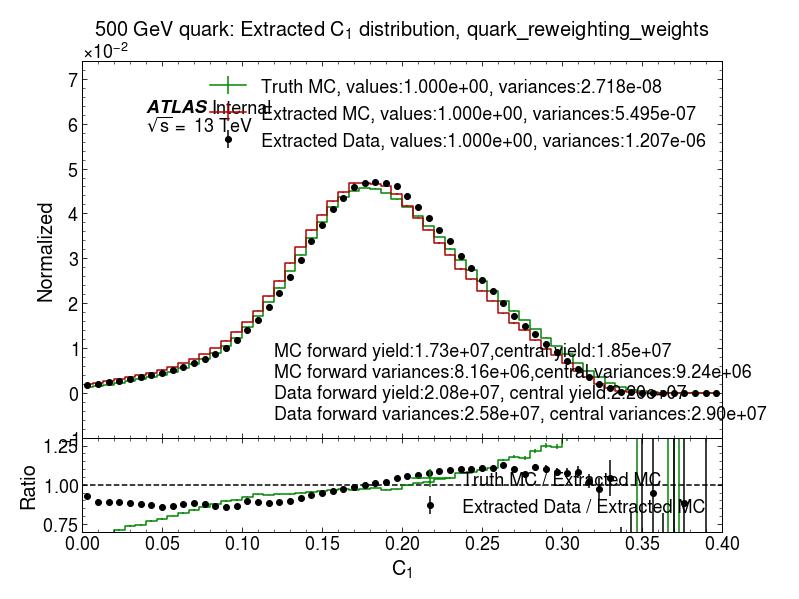 500 GeV quark: Extracted C₁ distribution, quark_reweighting_weights
×10⁻²
Truth MC, values:1.000e+00, variances:2.718e-08
ATLAS Internal
Extracted MC, values:1.000e+00, variances:5.495e-07
√s = 13 TeV
Extracted Data, values:1.000e+00, variances:1.207e-06
7
6
5
4
3
2
1
0
Normalized
MC forward yield:1.73e+07,central yield:1.85e+07
MC forward variances:8.16e+06,central variances:9.24e+06
Data forward yield:2.08e+07, central yield:2.20e+07
Data forward variances:2.58e+07, central variances:2.90e+07
1.25
1.00
0.75
Ratio
Truth MC / Extracted MC
Extracted Data / Extracted MC
0.00 0.05 0.10 0.15 0.20 0.25 0.30 0.35 0.40
C₁